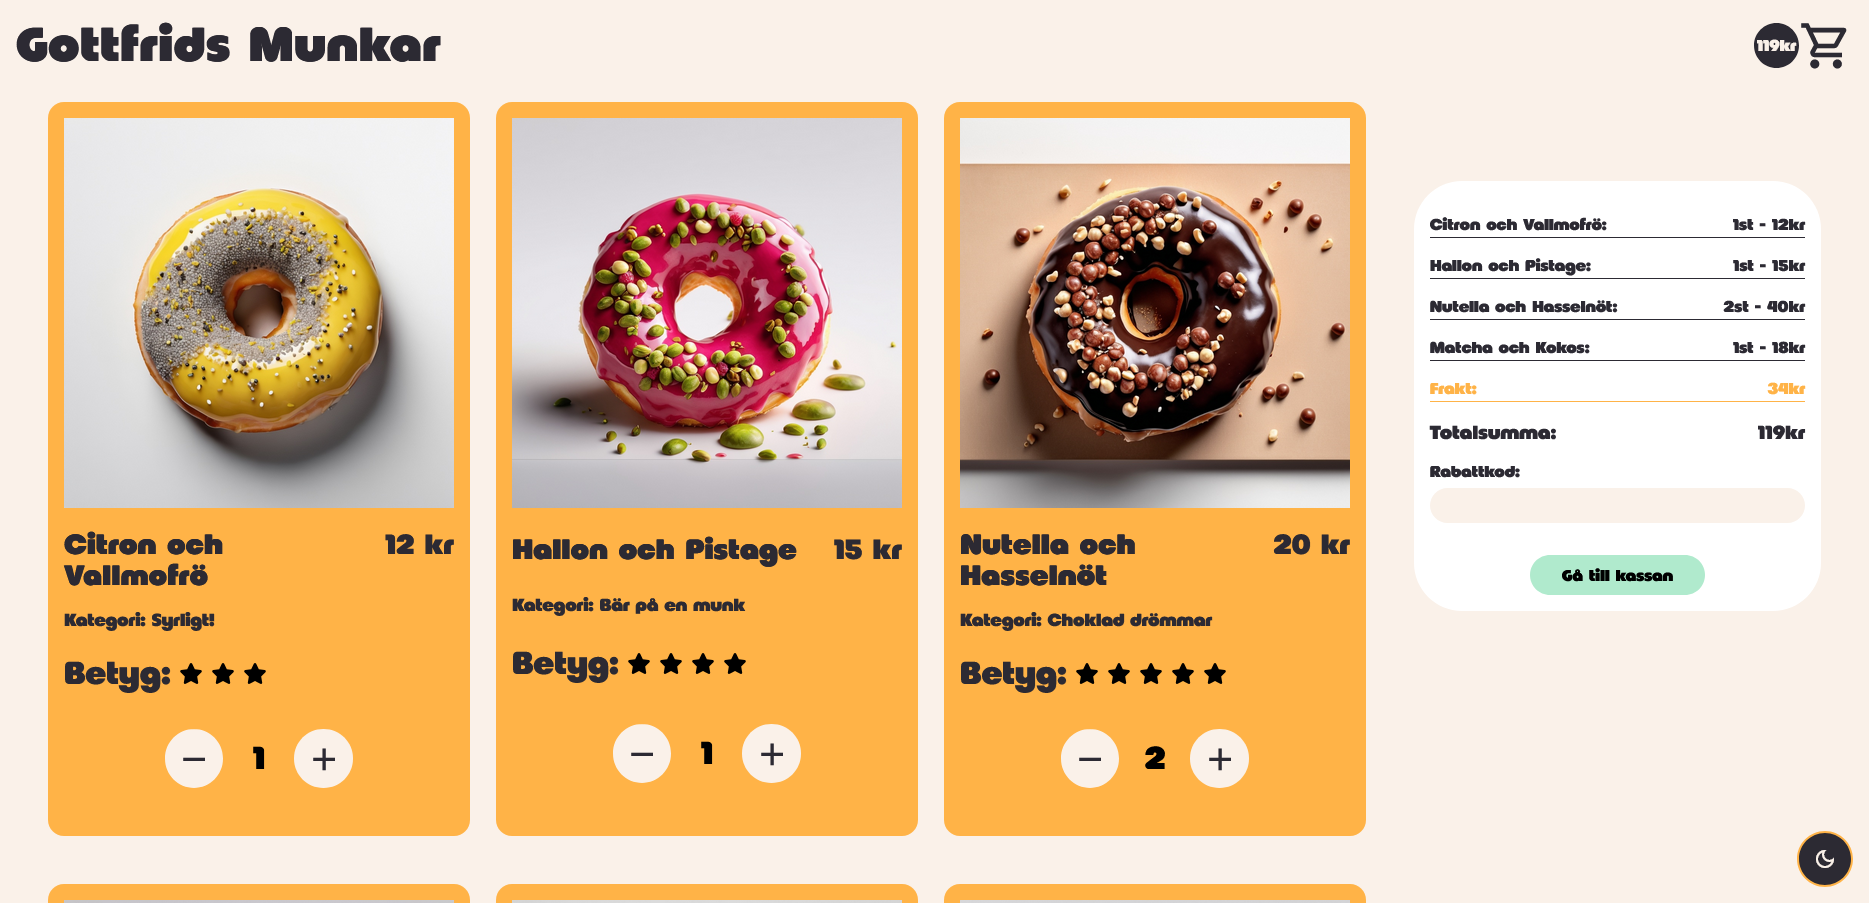 Gottfrids Munkar
119kr
Citron och
Vallmofrö
12 kr
Kategori: Syrligt!
Betyg:
1
Hallon och Pistage
15 kr
Kategori: Bär på en munk
Betyg:
1
Nutella och
Hasselnöt
20 kr
Kategori: Choklad drömmar
Betyg:
2
Citron och Vallmofrö: 1st - 12kr
Hallon och Pistage: 1st - 15kr
Nutella och Hasselnöt: 2st - 40kr
Matcha och Kokos: 1st - 18kr
Frakt: 34kr
Totalsumma: 119kr
Rabattkod:
Gå till kassan